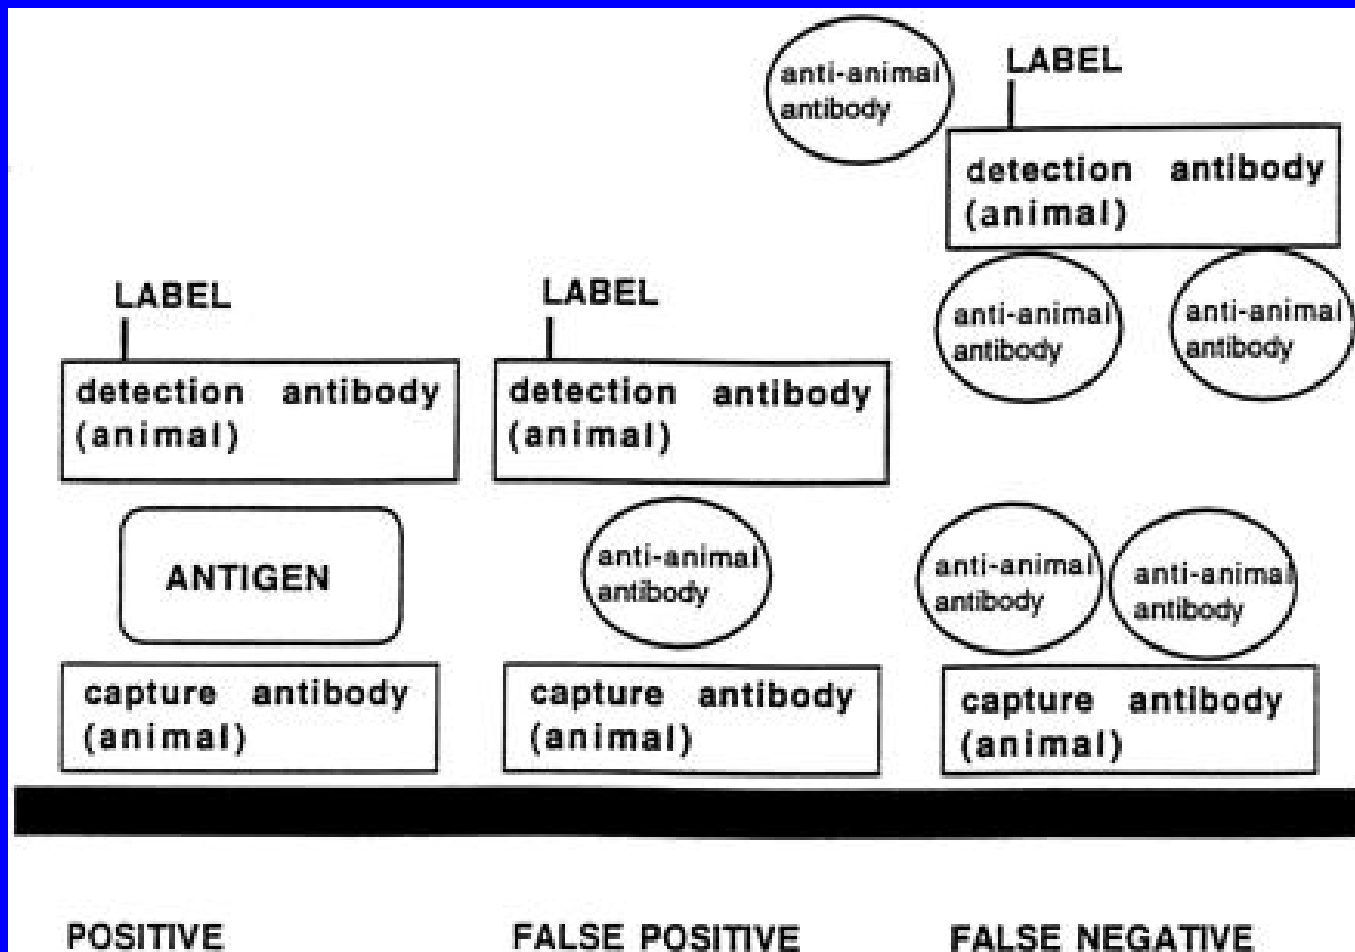 anti-animal
antibody
LABEL
detection antibody
(animal)
anti-animal
antibody
anti-animal
antibody
LABEL
detection antibody
(animal)
LABEL
detection antibody
(animal)
ANTIGEN
anti-animal
antibody
anti-animal
antibody
anti-animal
antibody
capture antibody
(animal)
capture antibody
(animal)
capture antibody
(animal)
POSITIVE
FALSE POSITIVE
FALSE NEGATIVE